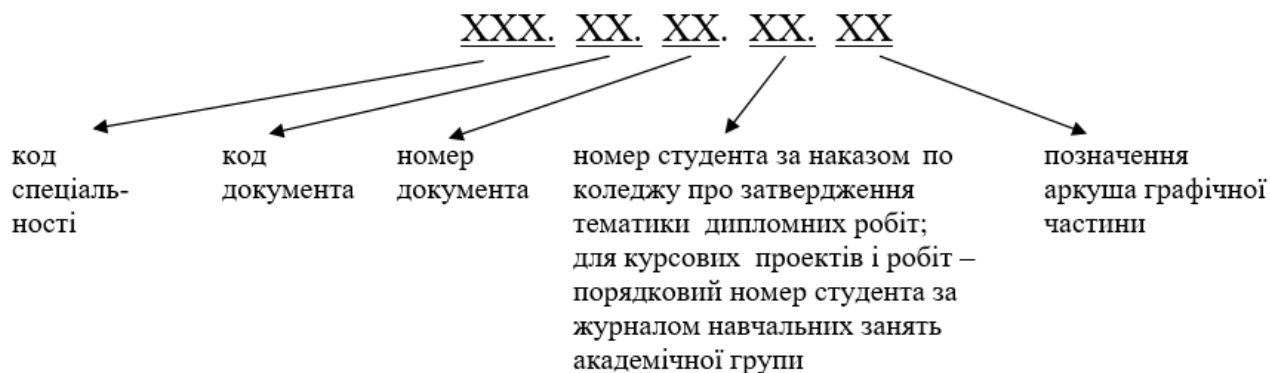 XXX. XX. XX. XX. XX
код
спеціаль-
ності
код
документа
номер
документа
номер студента за наказом по
коледжу про затвердження
тематики дипломних робіт;
для курсових проектів і робіт –
порядковий номер студента за
журналом навчальних занять
академічної групи
позначення
аркуша графічної
частини